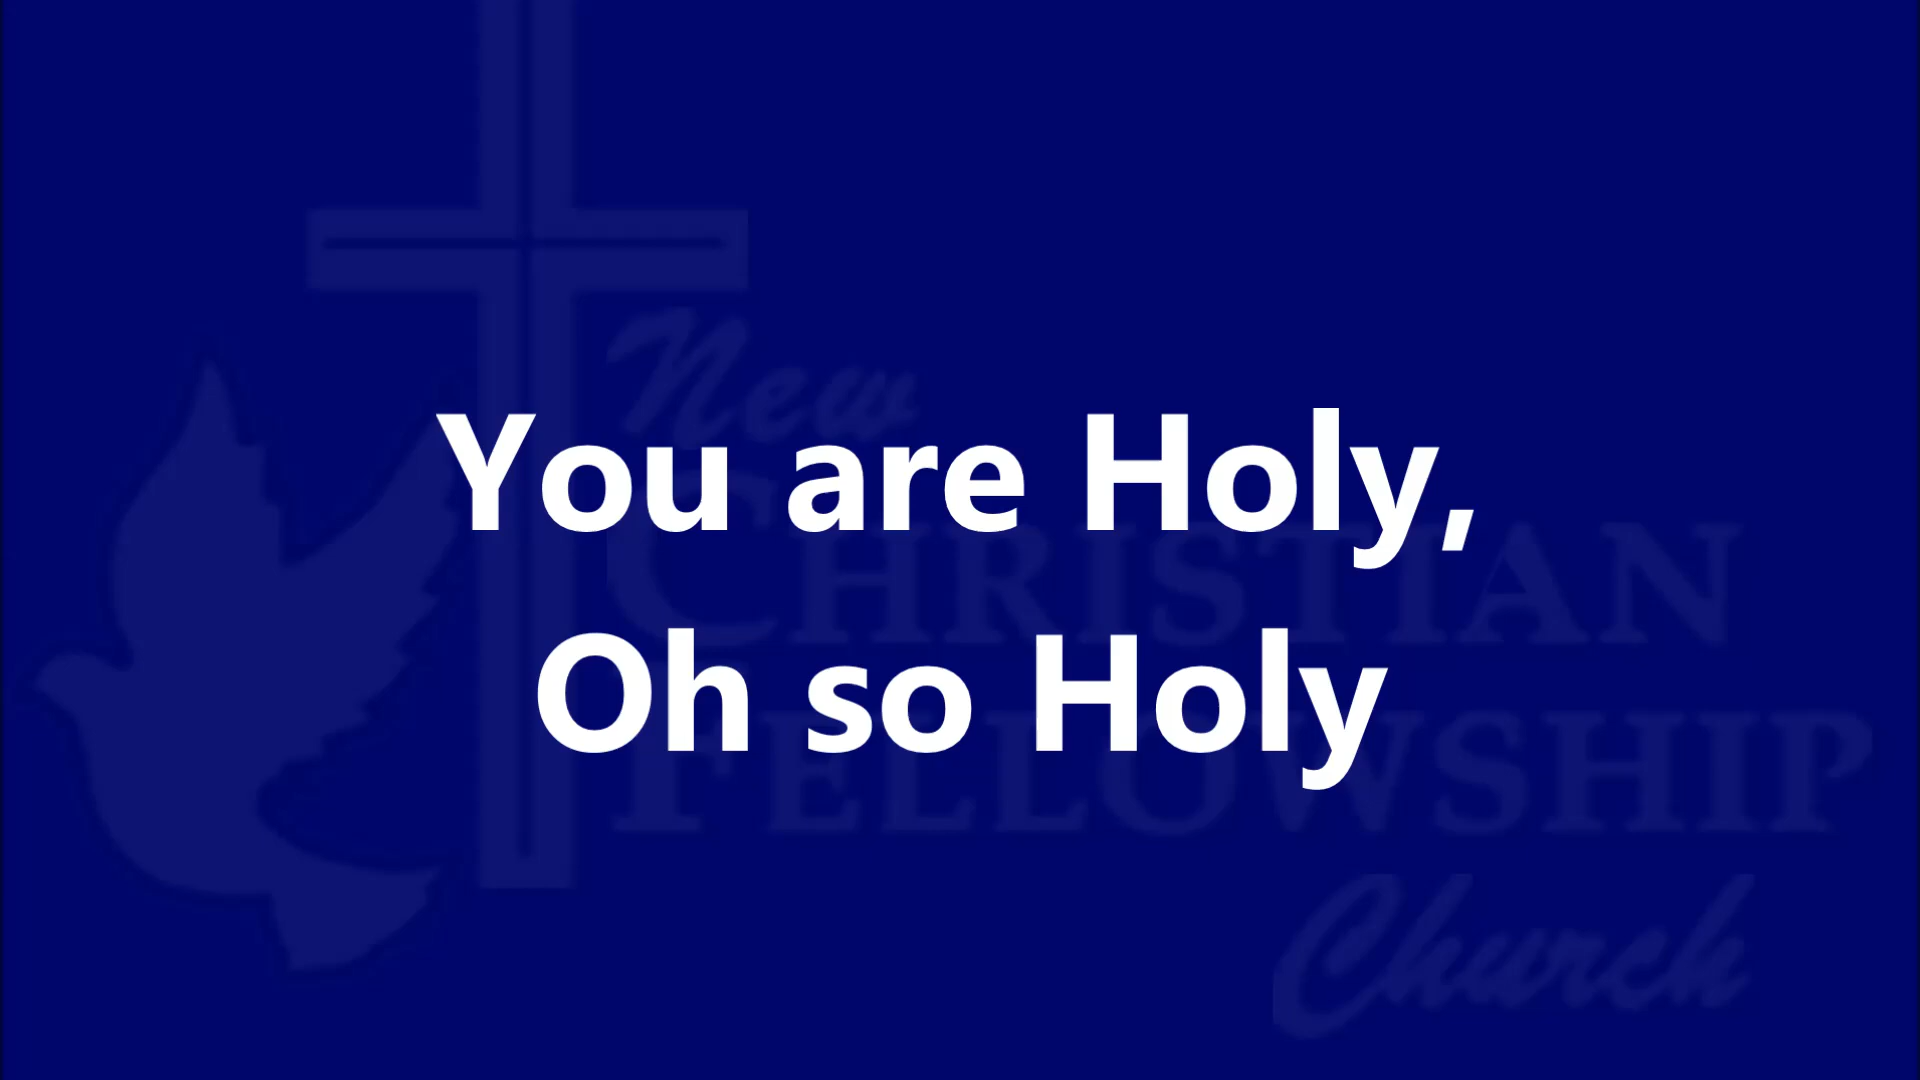 You are Holy,
Oh so Holy
New
CHRISTIAN
FELLOWSHIP
Church